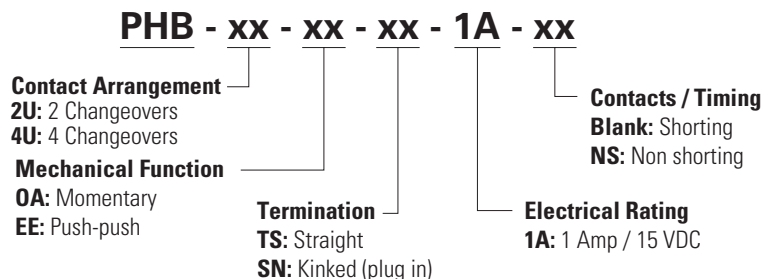 PHB - xx - xx - xx - 1A - xx
Contact Arrangement
2U: 2 Changeovers
4U: 4 Changeovers
Mechanical Function
OA: Momentary
EE: Push-push
Termination
TS: Straight
SN: Kinked (plug in)
Electrical Rating
1A: 1 Amp / 15 VDC
Contacts / Timing
Blank: Shorting
NS: Non shorting